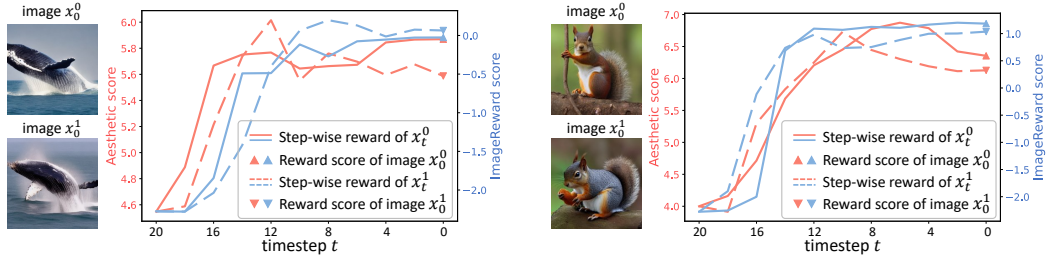 image x_0^0
image x_0^1
Aesthetic score
6.0
5.8
5.6
5.4
5.2
5.0
4.8
4.6
20 16 12 8 4 0
timestep t
0.0
−0.5
−1.0
−1.5
−2.0
ImageReward score
Step-wise reward of x_t^0
Reward score of image x_0^0
Step-wise reward of x_t^1
Reward score of image x_0^1
image x_0^0
image x_0^1
Aesthetic score
7.0
6.5
6.0
5.5
5.0
4.5
4.0
20 16 12 8 4 0
timestep t
1.0
0.5
0.0
−0.5
−1.0
−1.5
−2.0
ImageReward score
Step-wise reward of x_t^0
Reward score of image x_0^0
Step-wise reward of x_t^1
Reward score of image x_0^1